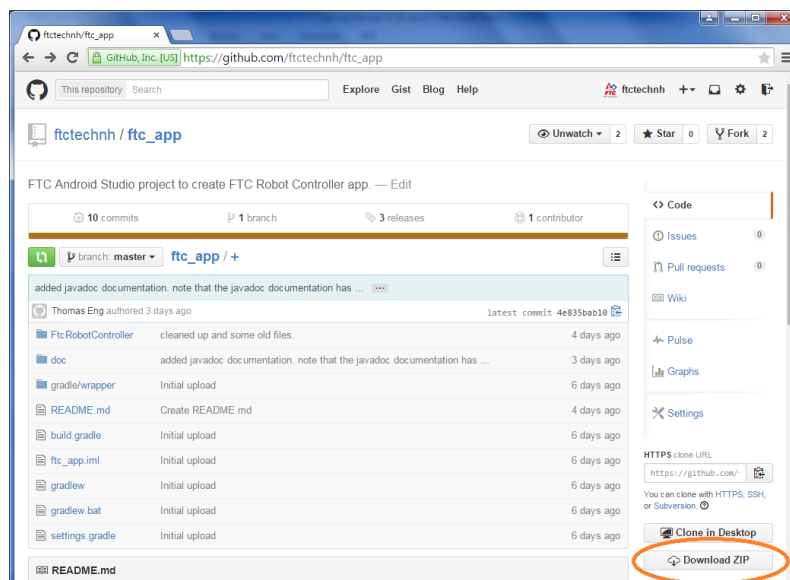 ftctechnh/ftc_app
GitHub, Inc. [US] https://github.com/ftctechnh/ftc_app
This repository Search Explore Gist Blog Help ftctechnh
ftctechnh / ftc_app Unwatch 2 Star 0 Fork 2
FTC Android Studio project to create FTC Robot Controller app. — Edit
10 commits 1 branch 3 releases 1 contributor
branch: master ftc_app / +
added javadoc documentation. note that the javadoc documentation has …
Thomas Eng authored 3 days ago latest commit 4e835bab10
FtcRobotController cleaned up and some old files. 4 days ago
doc added javadoc documentation. note that the javadoc documentation has … 3 days ago
gradle/wrapper Initial upload 6 days ago
README.md Create README.md 4 days ago
build.gradle Initial upload 6 days ago
ftc_app.iml Initial upload 6 days ago
gradlew Initial upload 6 days ago
gradlew.bat Initial upload 6 days ago
settings.gradle Initial upload 6 days ago
README.md
Code
Issues 0
Pull requests 0
Wiki
Pulse
Graphs
Settings
HTTPS clone URL
https://github.com/
You can clone with HTTPS, SSH,
or Subversion.
Clone in Desktop
Download ZIP